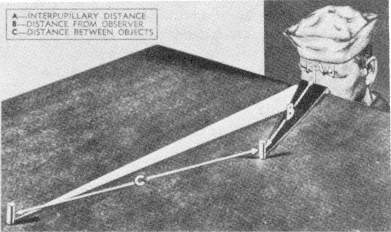 A—INTERPUPILLARY DISTANCE
B—DISTANCE FROM OBSERVER
C—DISTANCE BETWEEN OBJECTS
A
B
C